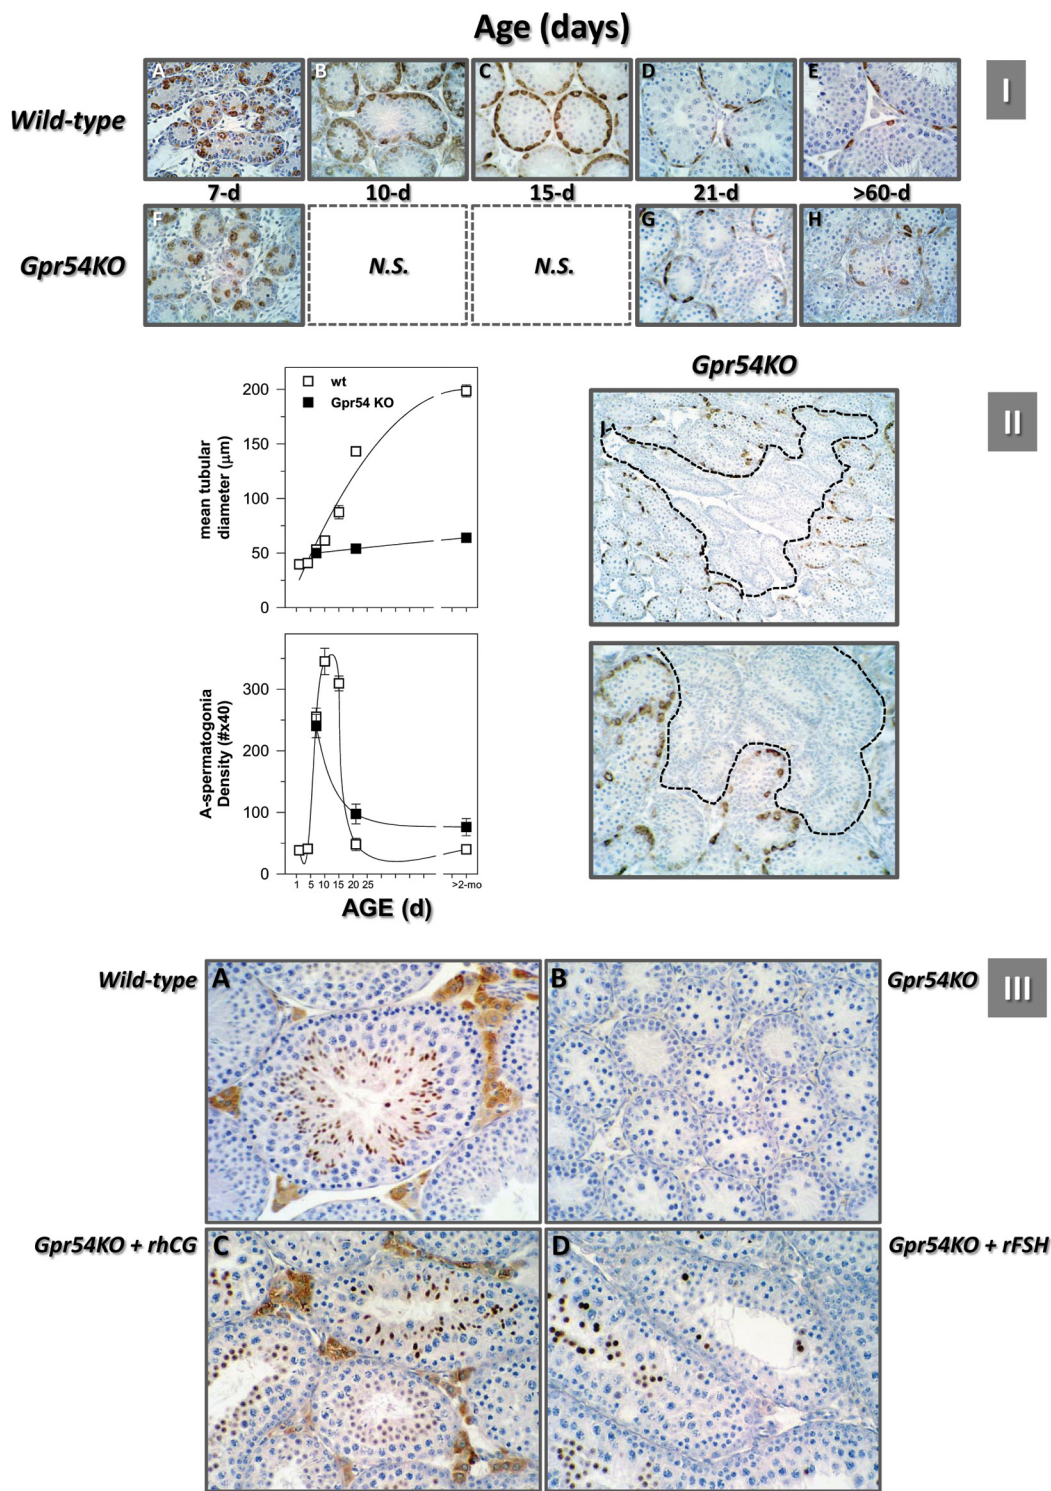 Age (days)
I
Wild-type
A
B
C
D
E
7-d
10-d
15-d
21-d
>60-d
Gpr54KO
F
N.S.
N.S.
G
H
Gpr54KO
II
mean tubular
diameter (μm)
200
150
100
50
0
wt
Gpr54 KO
I
A-spermatogonia
Density (#x40)
300
200
100
0
1 5 10 15 20 25 >2-mo
AGE (d)
Wild-type
A
B
Gpr54KO
III
Gpr54KO + rhCG
C
D
Gpr54KO + rFSH